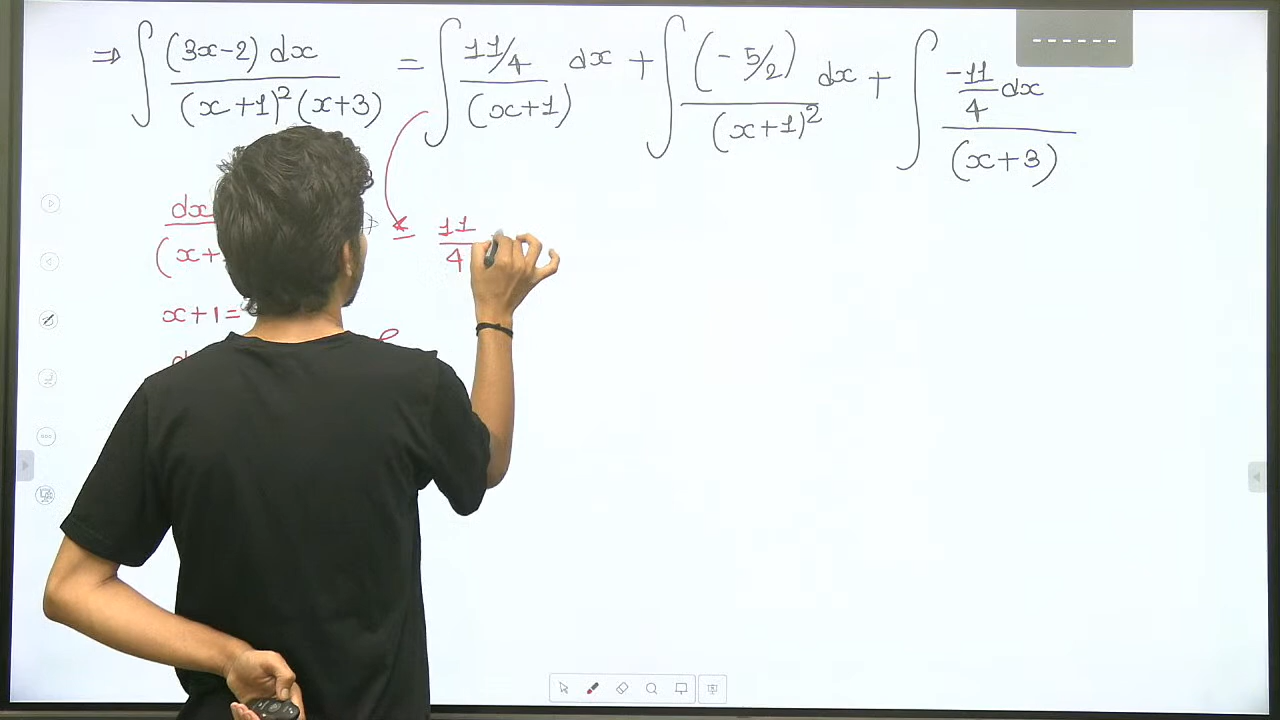 ⇒ ∫ (3x-2) dx / (x+1)² (x+3) = ∫ 11/4 / (x+1) dx + ∫ (-5/2) / (x+1)² dx + ∫ -11/4 dx / (x+3)
dx / (x+
= 11/4
x+1=